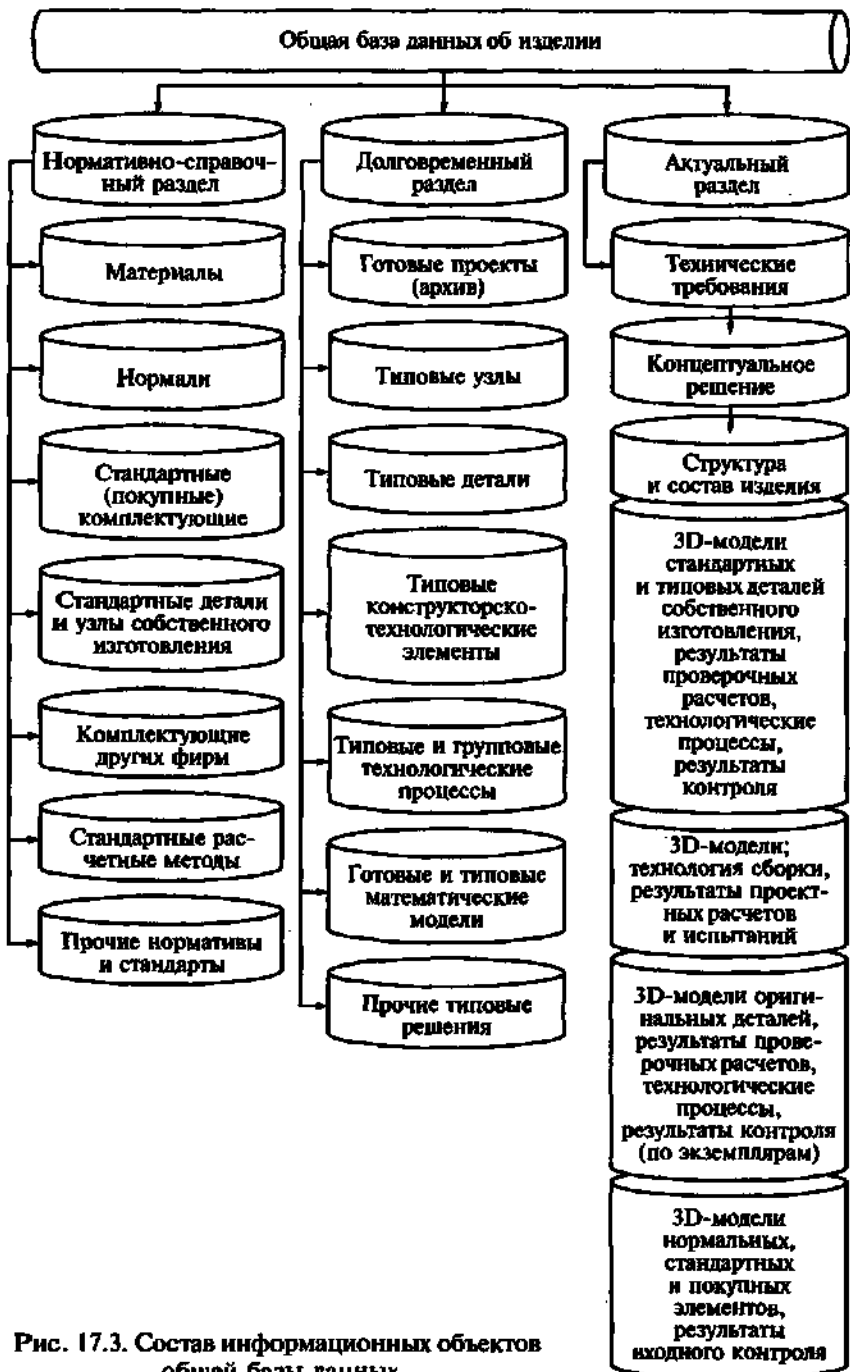 Общая база данных об изделии
Нормативно-справоч-
ный раздел
Материалы
Нормали
Стандартные
(покупные)
комплектующие
Стандартные детали
и узлы собственного
изготовления
Комплектующие
других фирм
Стандартные рас-
четные методы
Прочие нормативы
и стандарты
Долговременный
раздел
Готовые проекты
(архив)
Типовые узлы
Типовые детали
Типовые
конструкторско-
технологические
элементы
Типовые и групповые
технологические
процессы
Готовые и типовые
математические
модели
Прочие типовые
решения
Актуальный
раздел
Технические
требования
Концептуальное
решение
Структура
и состав изделия
3D-модели
стандартных
и типовых деталей
собственного
изготовления,
результаты
проверочных
расчетов,
технологические
процессы,
результаты
контроля
3D-модели;
технология сборки,
результаты проект-
ных расчетов
и испытаний
3D-модели ориги-
нальных деталей,
результаты прове-
рочных расчетов,
технологические
процессы,
результаты контроля
(по экземплярам)
3D-модели
нормальных,
стандартных
и покупных
элементов,
результаты
входного контроля
Рис. 17.3. Состав информационных объектов
общей базы данных